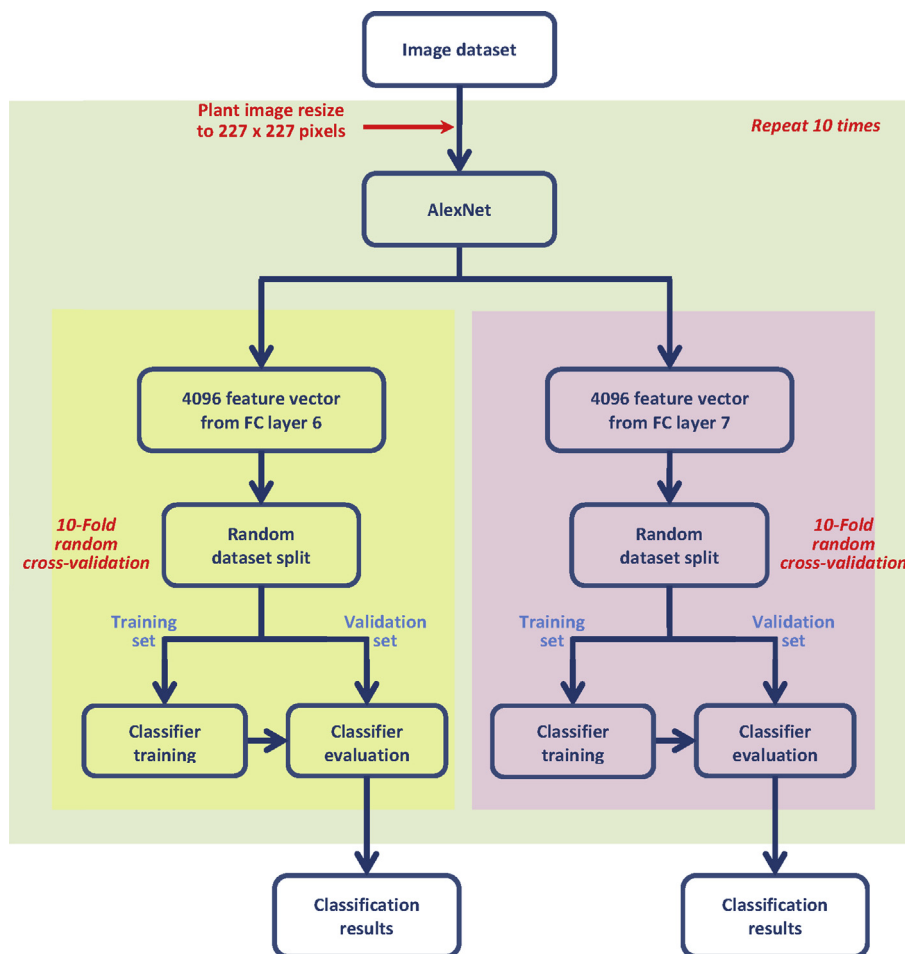 Image dataset
Plant image resize
to 227 x 227 pixels
Repeat 10 times
AlexNet
4096 feature vector
from FC layer 6
4096 feature vector
from FC layer 7
10-Fold
random
cross-validation
Random
dataset split
Random
dataset split
10-Fold
random
cross-validation
Training
set
Validation
set
Training
set
Validation
set
Classifier
training
Classifier
evaluation
Classifier
training
Classifier
evaluation
Classification
results
Classification
results